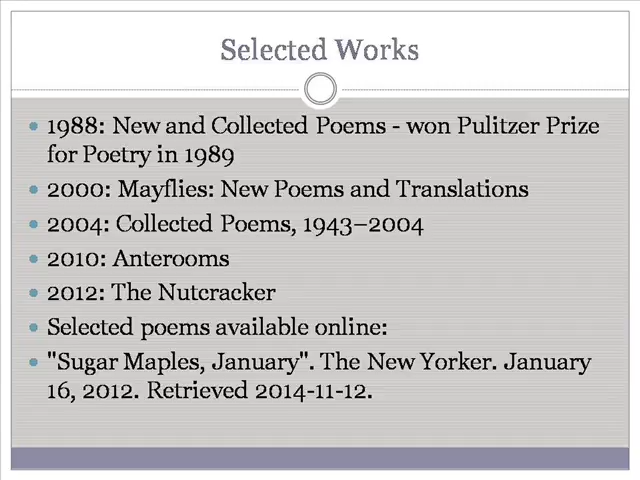 Selected Works
• 1988: New and Collected Poems - won Pulitzer Prize
for Poetry in 1989
• 2000: Mayflies: New Poems and Translations
• 2004: Collected Poems, 1943–2004
• 2010: Anterooms
• 2012: The Nutcracker
• Selected poems available online:
• "Sugar Maples, January". The New Yorker. January
16, 2012. Retrieved 2014-11-12.